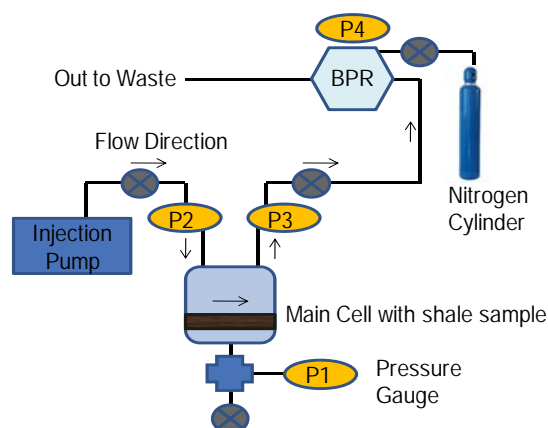 P4
BPR
Out to Waste
Flow Direction
P2
P3
Nitrogen
Cylinder
Injection
Pump
Main Cell with shale sample
P1
Pressure
Gauge